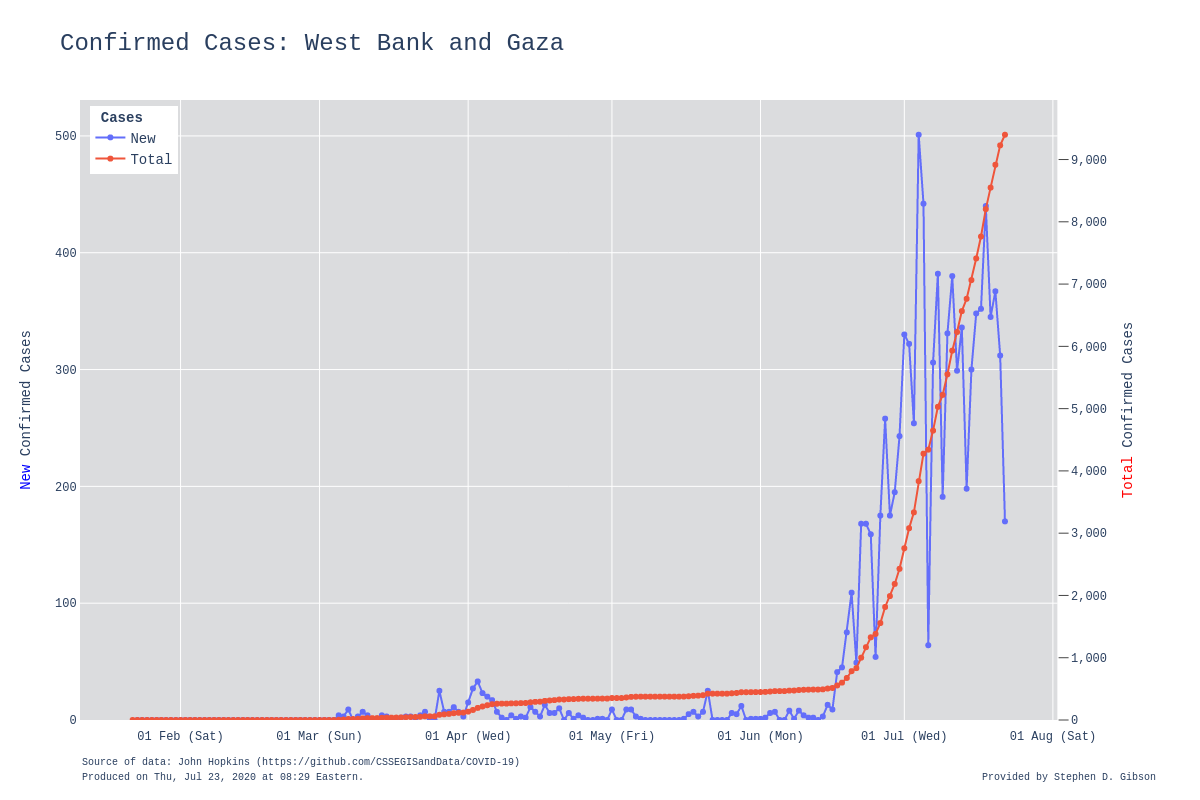 Confirmed Cases: West Bank and Gaza
Cases
New
Total
500
400
300
200
100
0
9,000
8,000
7,000
6,000
5,000
4,000
3,000
2,000
1,000
0
New Confirmed Cases
Total Confirmed Cases
01 Feb (Sat)
01 Mar (Sun)
01 Apr (Wed)
01 May (Fri)
01 Jun (Mon)
01 Jul (Wed)
01 Aug (Sat)
Source of data: John Hopkins (https://github.com/CSSEGISandData/COVID-19)
Produced on Thu, Jul 23, 2020 at 08:29 Eastern.
Provided by Stephen D. Gibson